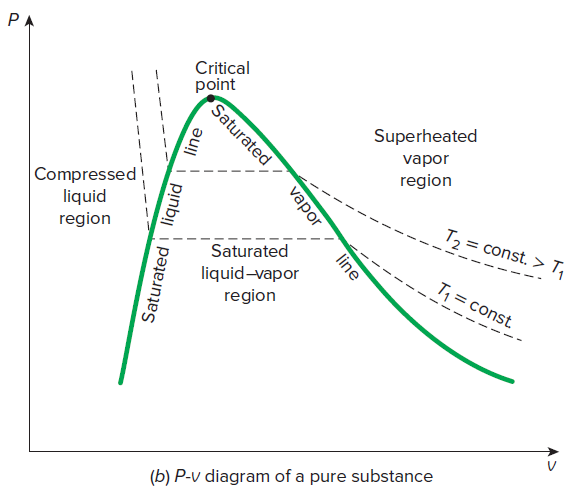 P
Critical
point
Saturated
liquid
line
Saturated
vapor
line
Superheated
vapor
region
Compressed
liquid
region
Saturated
liquid–vapor
region
T2 = const. > T1
T1 = const.
v
(b) P-v diagram of a pure substance